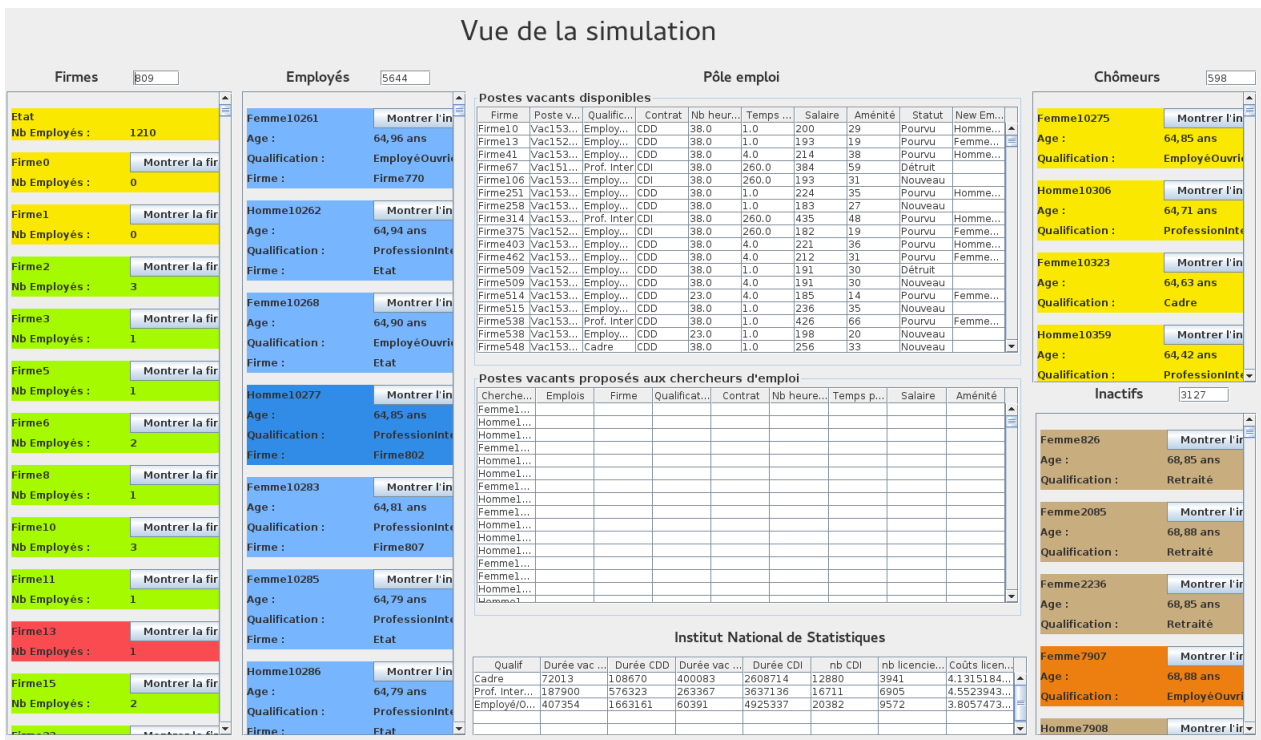 Vue de la simulation
Firmes 809
Etat
Nb Employés : 1210
Firme0 Montrer la fir
Nb Employés : 0
Firme1 Montrer la fir
Nb Employés : 0
Firme2 Montrer la fir
Nb Employés : 3
Firme3 Montrer la fir
Nb Employés : 1
Firme5 Montrer la fir
Nb Employés : 1
Firme6 Montrer la fir
Nb Employés : 2
Firme8 Montrer la fir
Nb Employés : 1
Firme10 Montrer la fir
Nb Employés : 3
Firme11 Montrer la fir
Nb Employés : 1
Firme13 Montrer la fir
Nb Employés : 1
Firme15 Montrer la fir
Nb Employés : 2
Employés 5644
Femme10261 Montrer l'in
Age : 64,96 ans
Qualification : EmployéOuvri
Firme : Firme770
Homme10262 Montrer l'in
Age : 64,94 ans
Qualification : ProfessionInt
Firme : Etat
Femme10268 Montrer l'in
Age : 64,90 ans
Qualification : EmployéOuvri
Firme : Etat
Homme10277 Montrer l'in
Age : 64,85 ans
Qualification : ProfessionInt
Firme : Firme802
Femme10283 Montrer l'in
Age : 64,81 ans
Qualification : ProfessionInt
Firme : Firme807
Femme10285 Montrer l'in
Age : 64,79 ans
Qualification : ProfessionInt
Firme : Etat
Homme10286 Montrer l'in
Age : 64,79 ans
Qualification : ProfessionInt
Firme : Etat
Pôle emploi
Postes vacants disponibles
Firme Poste v... Qualific... Contrat Nb heur... Temps ... Salaire Aménité Statut New Em...
Firme10 Vac153... Employ... CDD 38.0 1.0 200 29 Pourvu Homme...
Firme13 Vac152... Employ... CDD 38.0 1.0 193 19 Pourvu Femme...
Firme41 Vac153... Employ... CDD 38.0 4.0 214 38 Pourvu Homme...
Firme67 Vac151... Prof. Inter CDI 38.0 260.0 384 59 Détruit
Firme106 Vac153... Employ... CDI 38.0 260.0 193 31 Nouveau
Firme251 Vac153... Employ... CDD 38.0 1.0 224 35 Pourvu Homme...
Firme258 Vac153... Employ... CDD 38.0 1.0 183 27 Nouveau
Firme314 Vac153... Prof. Inter CDI 38.0 260.0 435 48 Pourvu Homme...
Firme375 Vac152... Employ... CDI 38.0 260.0 182 19 Pourvu Femme...
Firme403 Vac153... Employ... CDD 38.0 4.0 221 36 Pourvu Homme...
Firme462 Vac153... Employ... CDD 38.0 4.0 212 31 Pourvu Femme...
Firme509 Vac152... Employ... CDD 38.0 1.0 191 30 Détruit
Firme509 Vac153... Employ... CDD 38.0 4.0 191 30 Nouveau
Firme514 Vac153... Employ... CDD 23.0 4.0 185 14 Pourvu Femme...
Firme515 Vac153... Employ... CDD 38.0 1.0 236 35 Nouveau
Firme538 Vac153... Prof. Inter CDD 38.0 1.0 426 66 Pourvu Femme...
Firme538 Vac153... Employ... CDD 23.0 1.0 198 20 Nouveau
Firme548 Vac153... Cadre CDD 38.0 1.0 256 33 Nouveau
Postes vacants proposés aux chercheurs d'emploi
Cherche... Emplois Firme Qualificat... Contrat Nb heure... Temps p... Salaire Aménité
Femme1...
Homme1...
Homme1...
Femme1...
Homme1...
Homme1...
Femme1...
Homme1...
Femme1...
Homme1...
Homme1...
Homme1...
Femme1...
Femme1...
Homme1...
Homme1...
Institut National de Statistiques
Qualif Durée vac ... Durée CDD Durée vac ... Durée CDI nb CDI nb licencie... Coûts licen...
Cadre 72013 108670 400083 2608714 12880 3941 4.1315184...
Prof. Inter... 187900 576323 263367 3637136 16711 6905 4.5523943...
Employé/O... 407354 1663161 60391 4925337 20382 9572 3.8057473...
Chômeurs 598
Femme10275 Montrer l'in
Age : 64,85 ans
Qualification : EmployéOuvri
Homme10306 Montrer l'in
Age : 64,71 ans
Qualification : ProfessionInt
Femme10323 Montrer l'in
Age : 64,63 ans
Qualification : Cadre
Homme10359 Montrer l'in
Age : 64,42 ans
Qualification : ProfessionInt
Inactifs 3127
Femme826 Montrer l'in
Age : 68,85 ans
Qualification : Retraité
Femme2085 Montrer l'in
Age : 68,88 ans
Qualification : Retraité
Femme2236 Montrer l'in
Age : 68,85 ans
Qualification : Retraité
Femme7907 Montrer l'in
Age : 68,88 ans
Qualification : EmployéOuvri
Homme7908 Montrer l'in